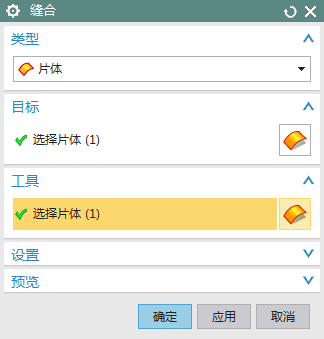 缝合
类型
片体
目标
选择片体 (1)
工具
选择片体 (1)
设置
预览
确定 应用 取消